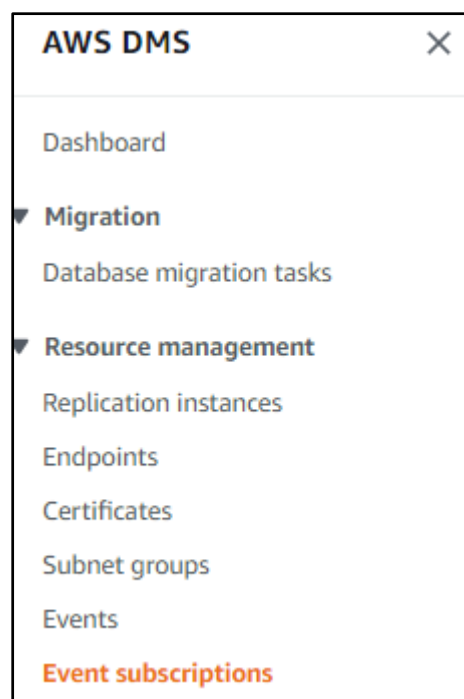 AWS DMS
Dashboard
Migration
Database migration tasks
Resource management
Replication instances
Endpoints
Certificates
Subnet groups
Events
Event subscriptions